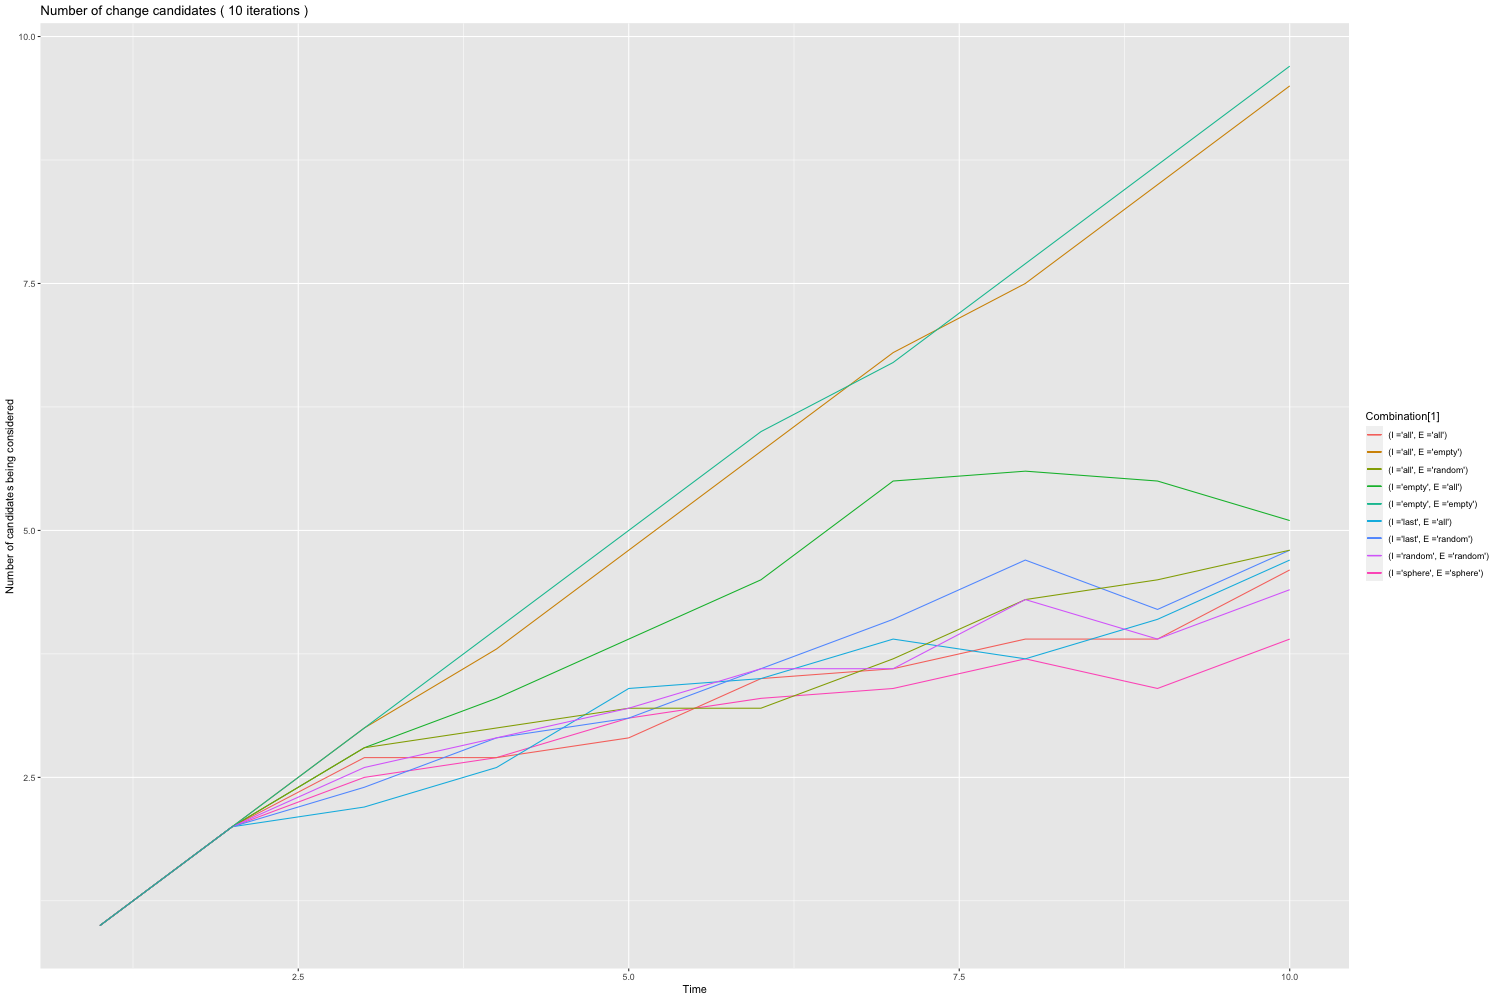 Number of change candidates ( 10 iterations )
10.0
7.5
5.0
2.5
Number of candidates being considered
2.5
5.0
7.5
10.0
Time
Combination[1]
(I ='all', E ='all')
(I ='all', E ='empty')
(I ='all', E ='random')
(I ='empty', E ='all')
(I ='empty', E ='empty')
(I ='last', E ='all')
(I ='last', E ='random')
(I ='random', E ='random')
(I ='sphere', E ='sphere')